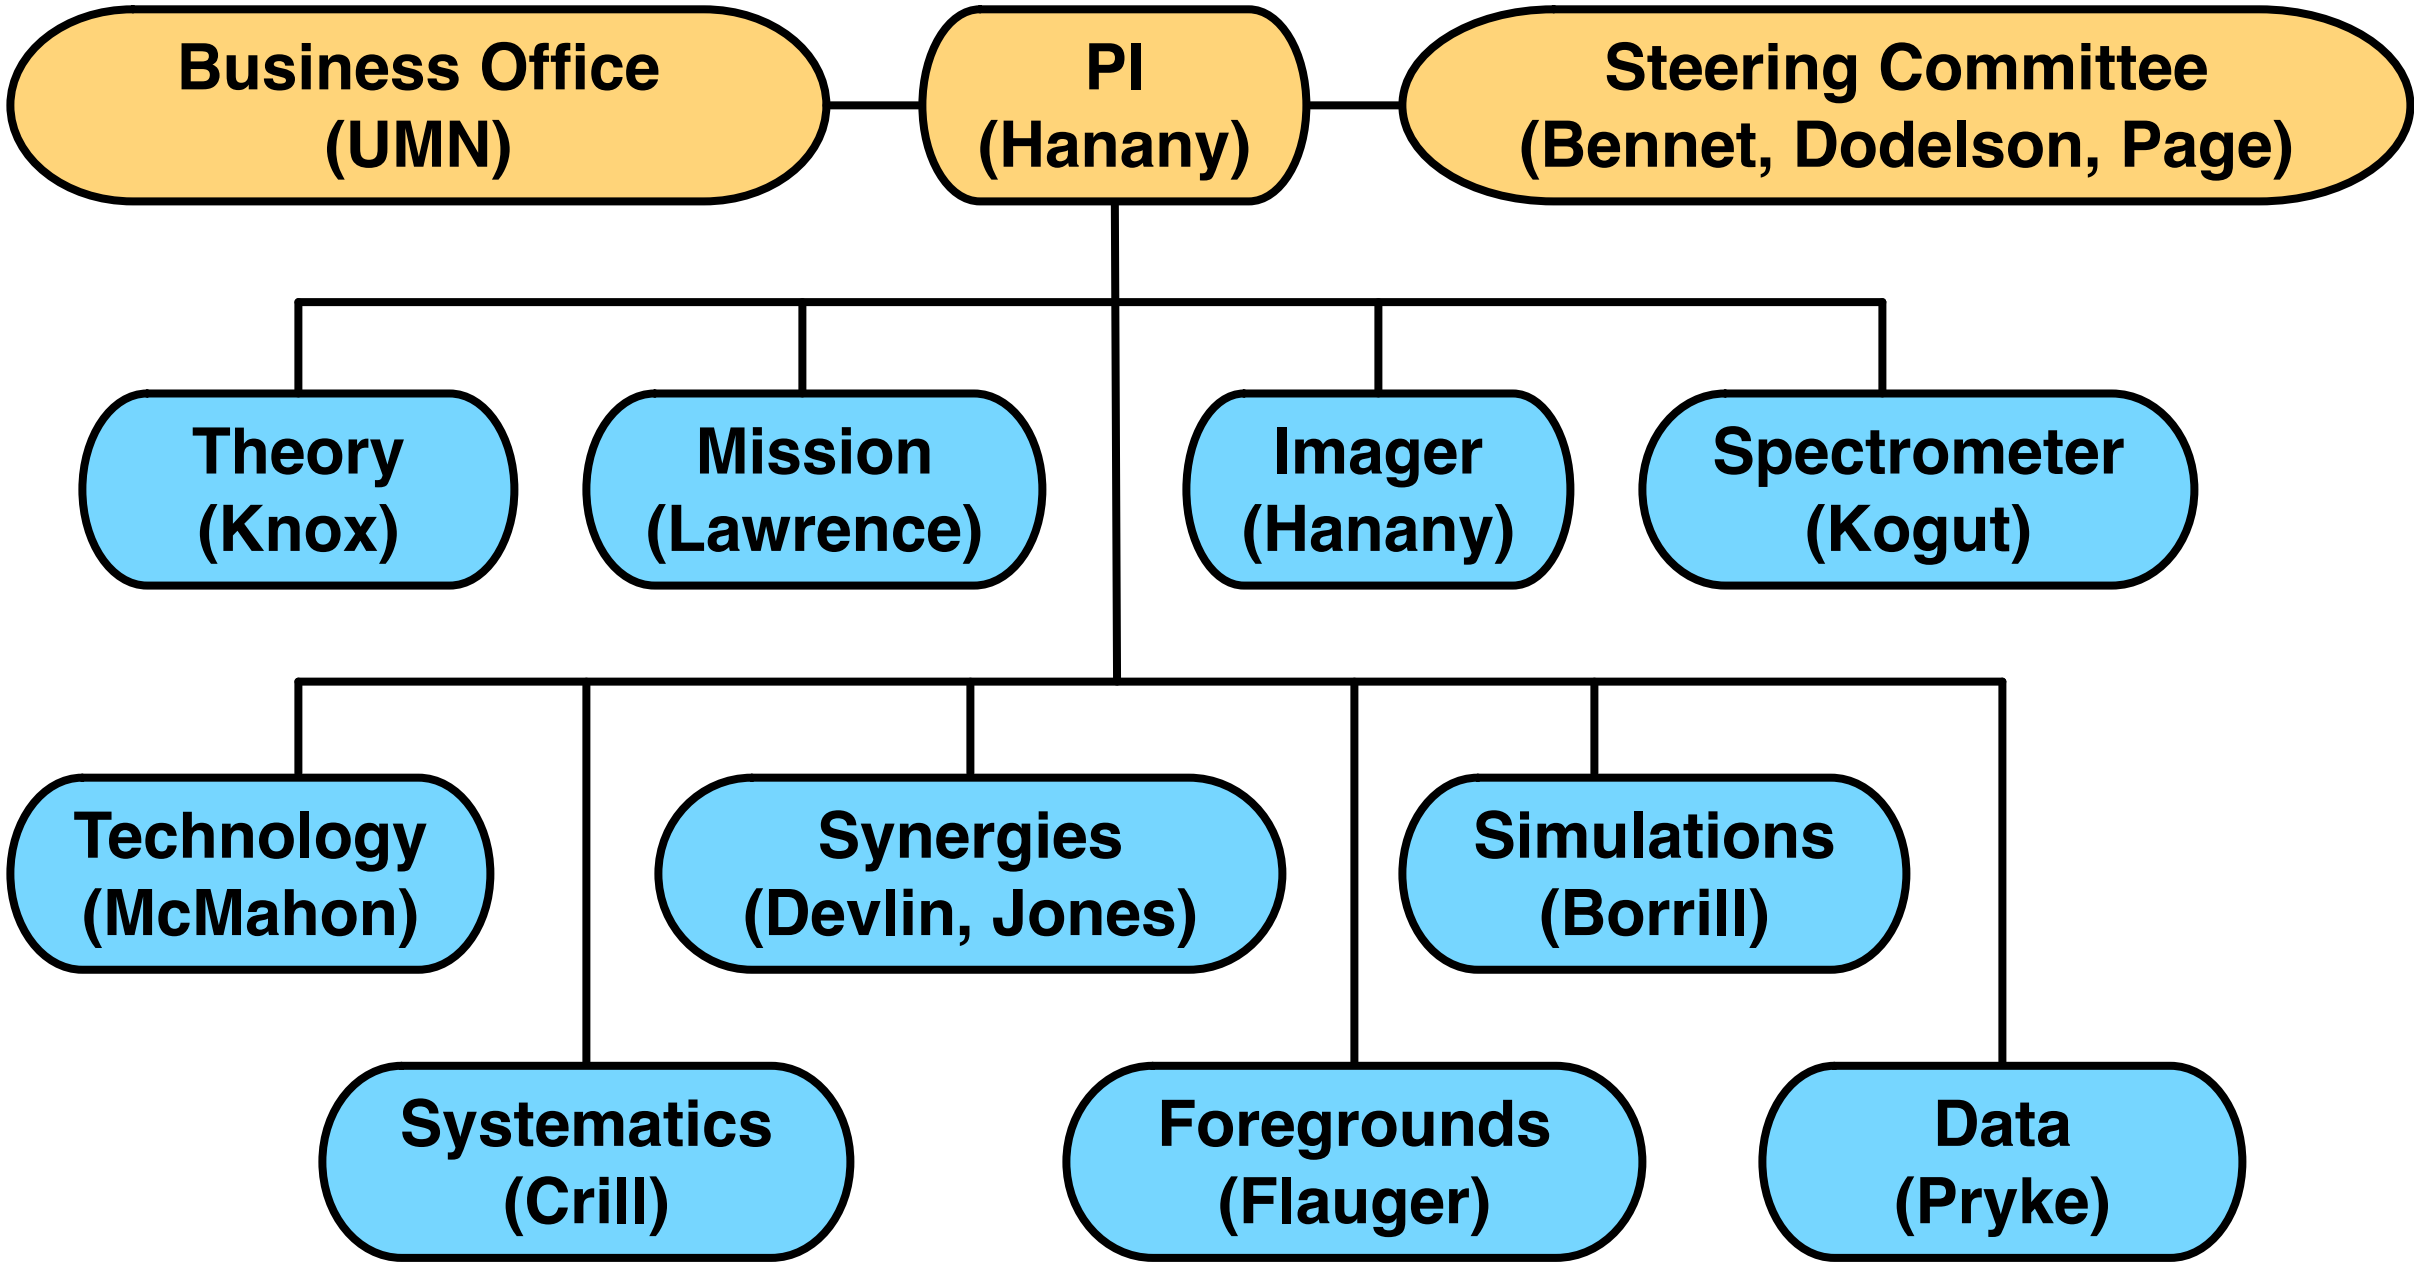 Business Office
(UMN)
PI
(Hanany)
Steering Committee
(Bennet, Dodelson, Page)
Theory
(Knox)
Mission
(Lawrence)
Imager
(Hanany)
Spectrometer
(Kogut)
Technology
(McMahon)
Synergies
(Devlin, Jones)
Simulations
(Borrill)
Systematics
(Crill)
Foregrounds
(Flauger)
Data
(Pryke)